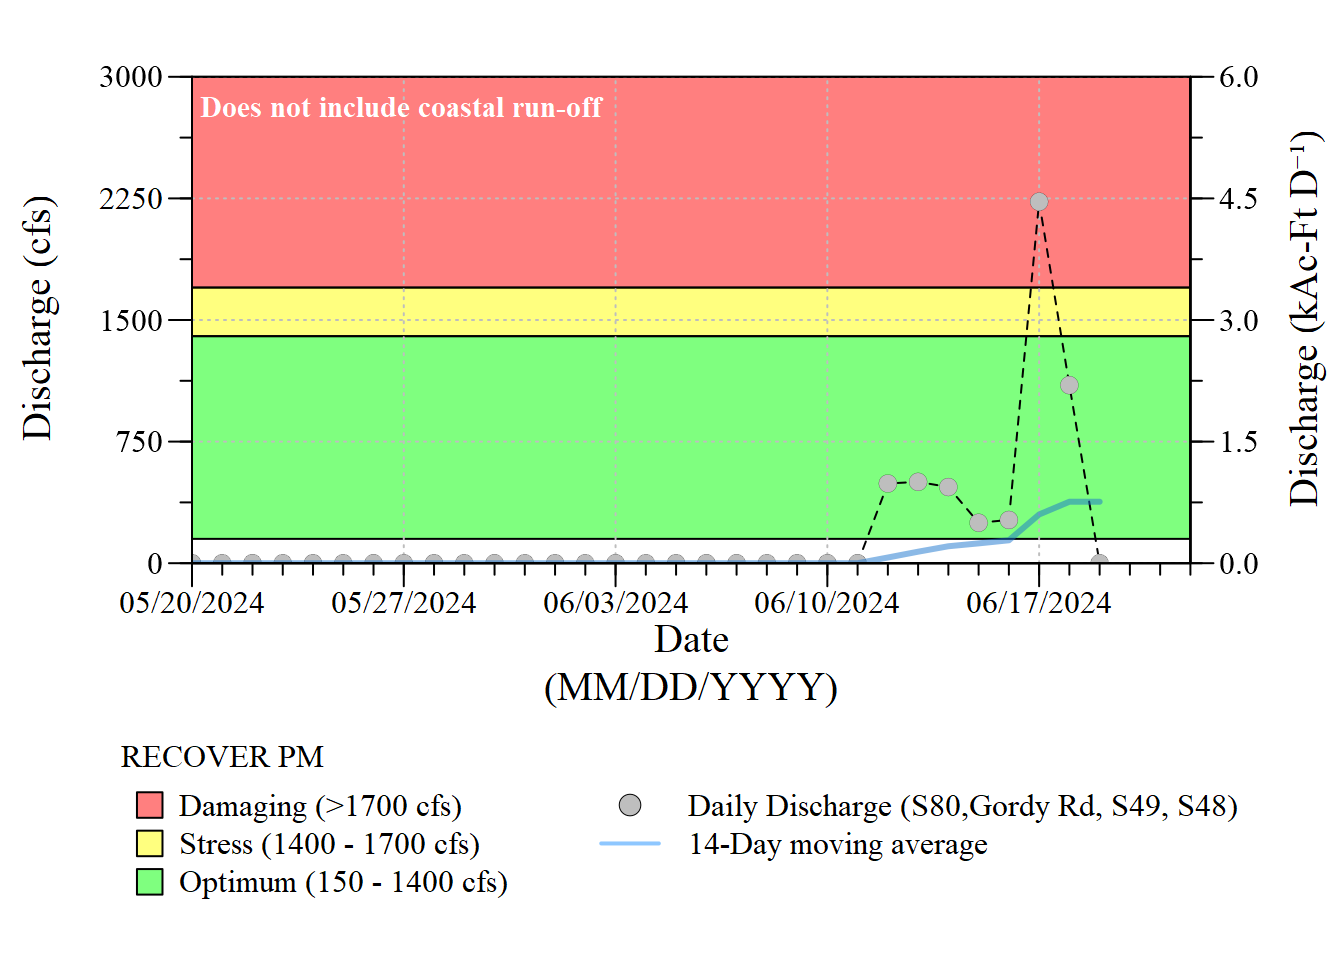 Does not include coastal run-off
3000
2250
1500
750
0
Discharge (cfs)
6.0
4.5
3.0
1.5
0.0
Discharge (kAc-Ft D⁻¹)
05/20/2024 05/27/2024 06/03/2024 06/10/2024 06/17/2024
Date
(MM/DD/YYYY)
RECOVER PM
Damaging (>1700 cfs)
Stress (1400 - 1700 cfs)
Optimum (150 - 1400 cfs)
Daily Discharge (S80,Gordy Rd, S49, S48)
14-Day moving average